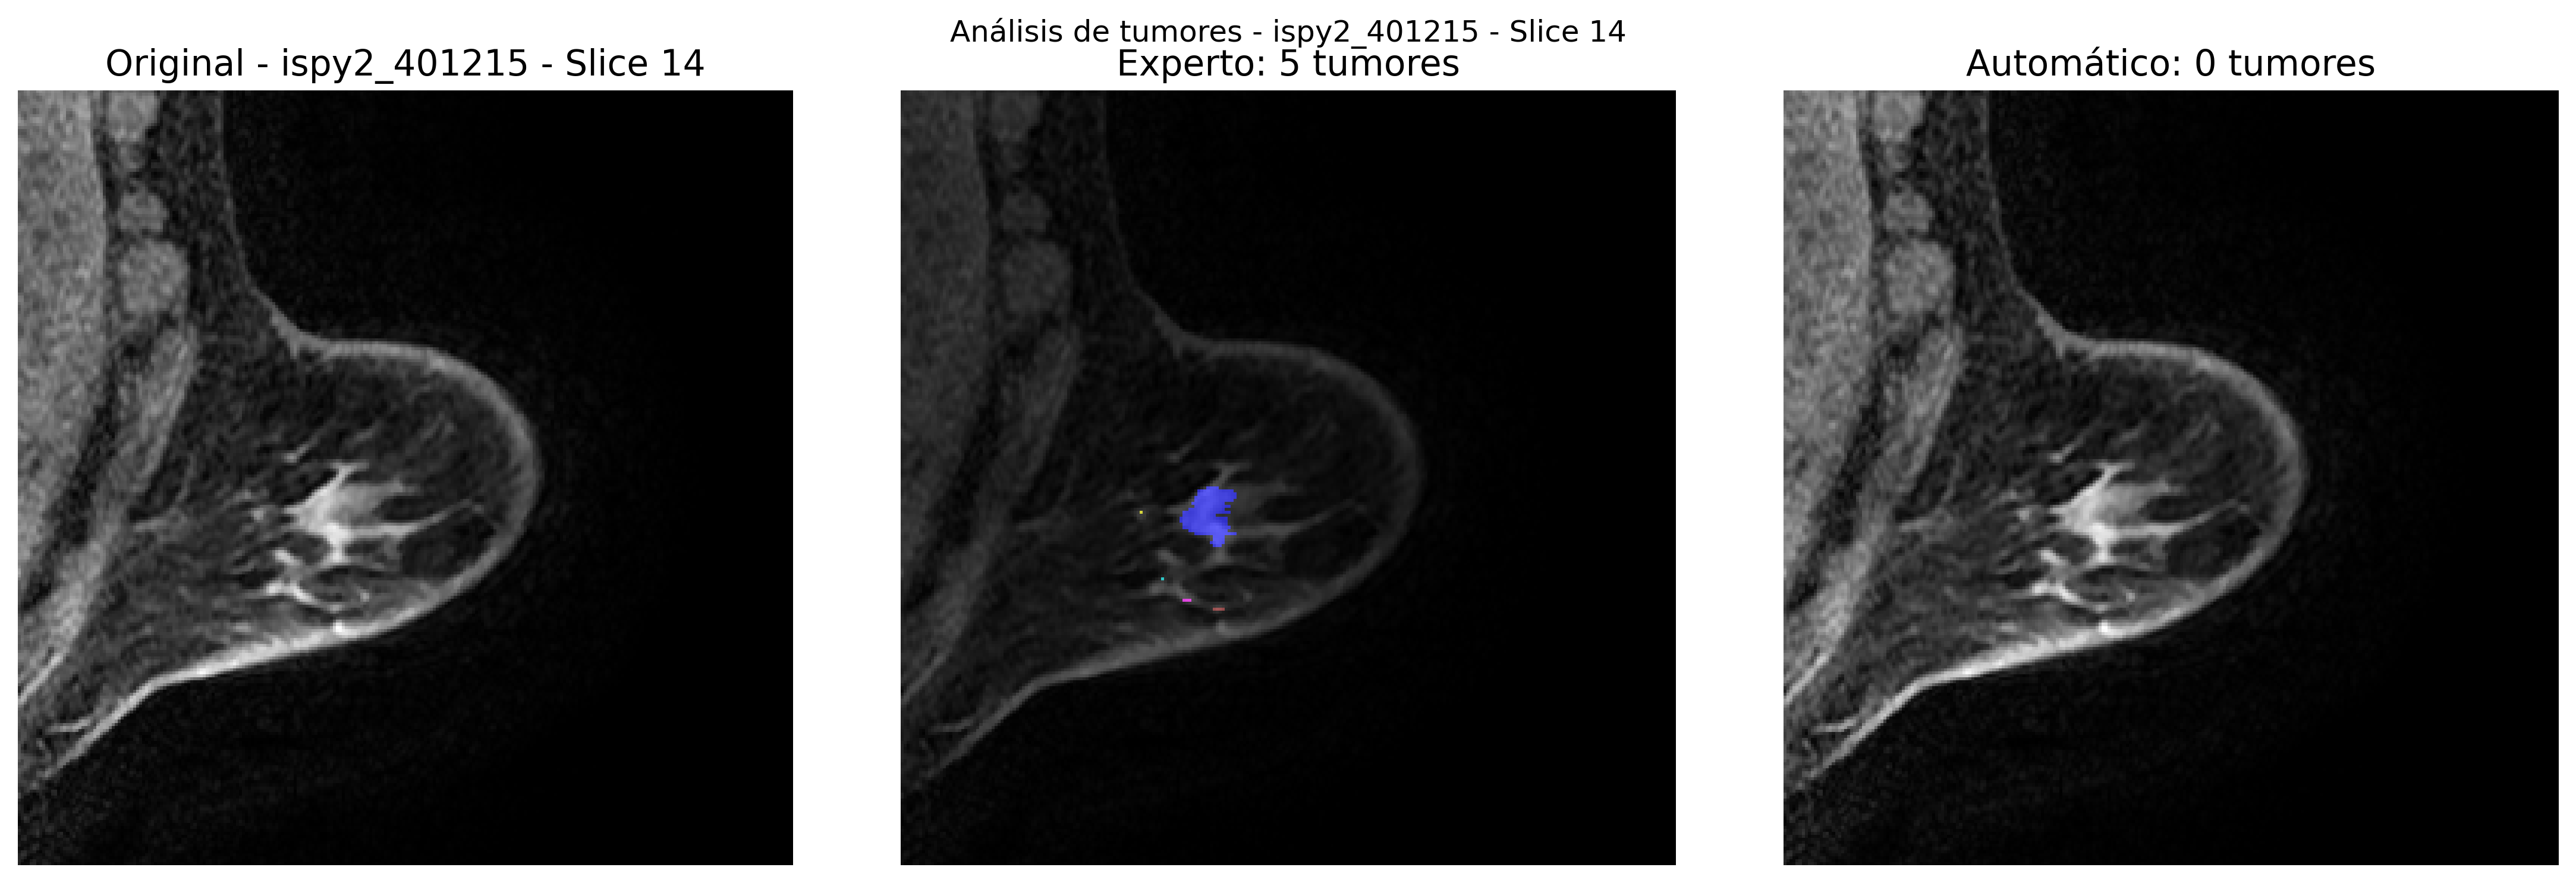 Análisis de tumores - ispy2_401215 - Slice 14
Original - ispy2_401215 - Slice 14
Experto: 5 tumores
Automático: 0 tumores